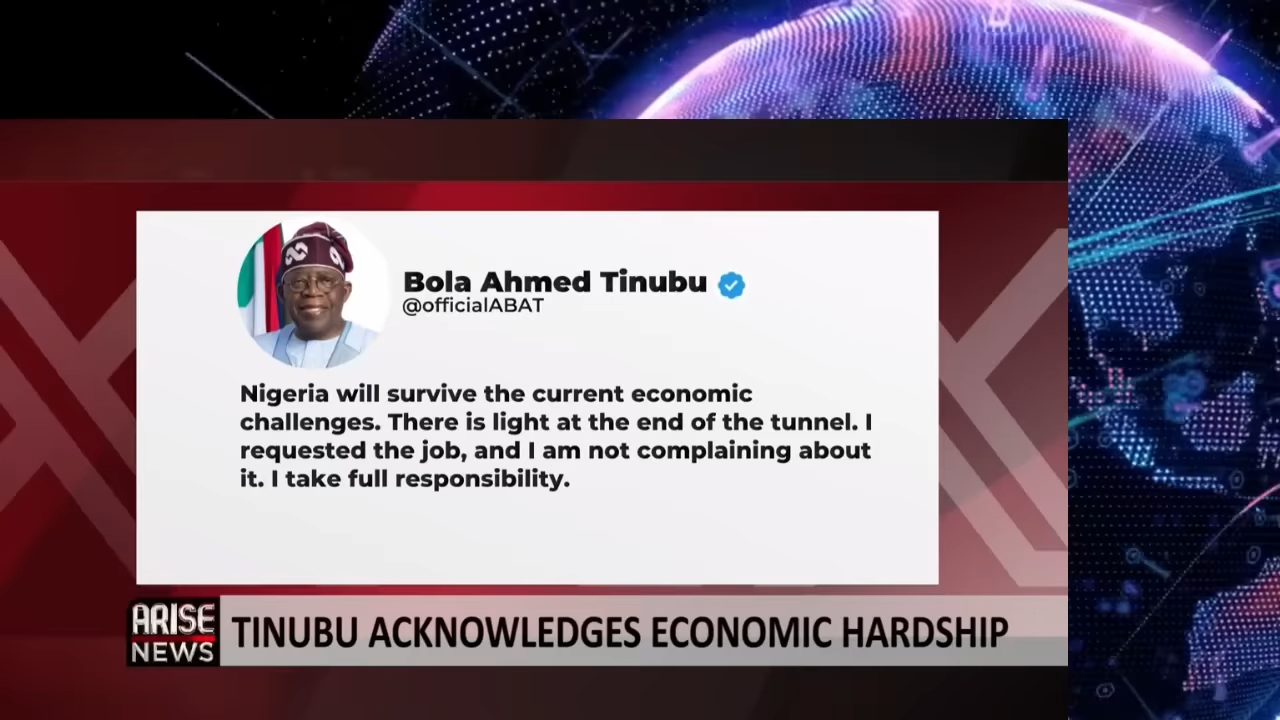 Bola Ahmed Tinubu
@officialABAT
Nigeria will survive the current economic
challenges. There is light at the end of the tunnel. I
requested the job, and I am not complaining about
it. I take full responsibility.
ARISE
NEWS
TINUBU ACKNOWLEDGES ECONOMIC HARDSHIP